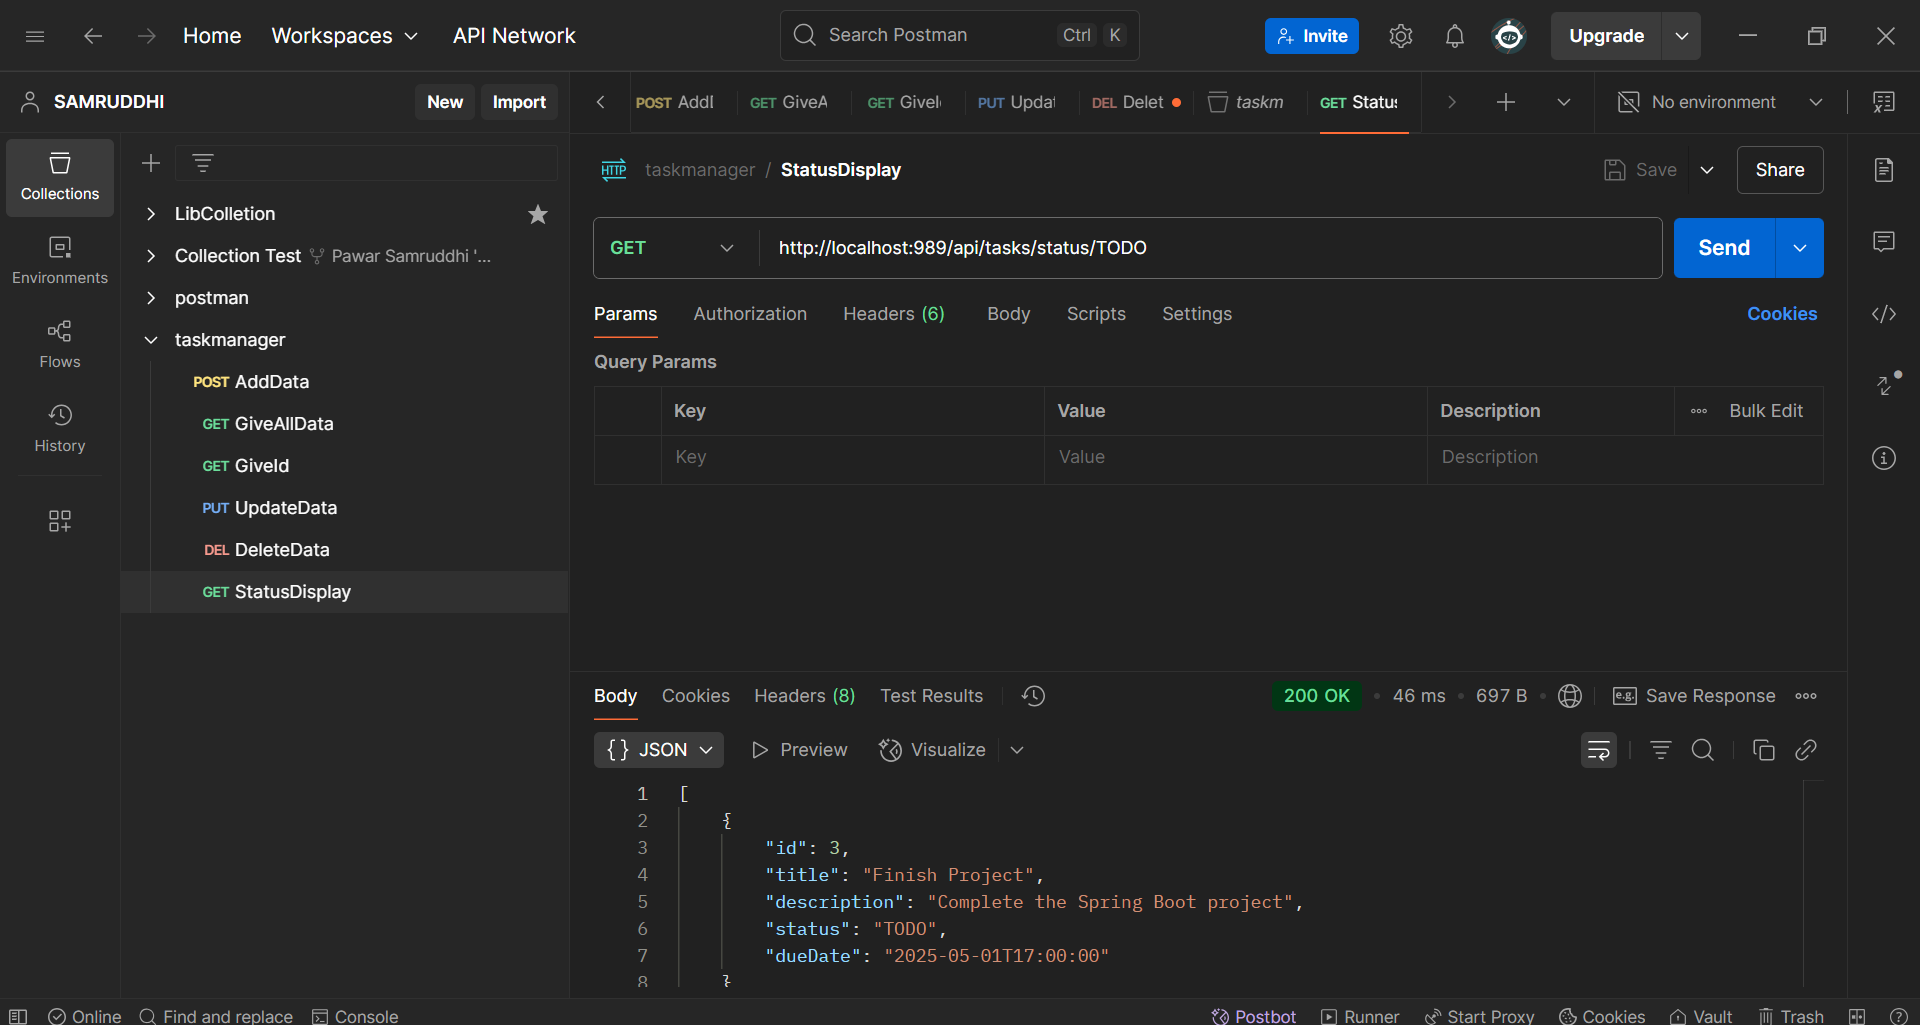 Home Workspaces API Network Search Postman Ctrl K Invite Upgrade
SAMRUDDHI New Import
POST Addl GET GiveA GET GiveI PUT Updat DEL Delet taskm GET Status No environment
Collections
Environments
Flows
History
LibColletion
Collection Test Pawar Samruddhi '...
postman
taskmanager
POST AddData
GET GiveAllData
GET GiveId
PUT UpdateData
DEL DeleteData
GET StatusDisplay
HTTP taskmanager / StatusDisplay Save Share
GET http://localhost:989/api/tasks/status/TODO Send
Params Authorization Headers (6) Body Scripts Settings Cookies
Query Params
Key Value Description Bulk Edit
Key Value Description
Body Cookies Headers (8) Test Results 200 OK 46 ms 697 B e.g. Save Response
{} JSON Preview Visualize
1 [
2 {
3 "id": 3,
4 "title": "Finish Project",
5 "description": "Complete the Spring Boot project",
6 "status": "TODO",
7 "dueDate": "2025-05-01T17:00:00"
8 }
Online Find and replace Console Postbot Runner Start Proxy Cookies Vault Trash